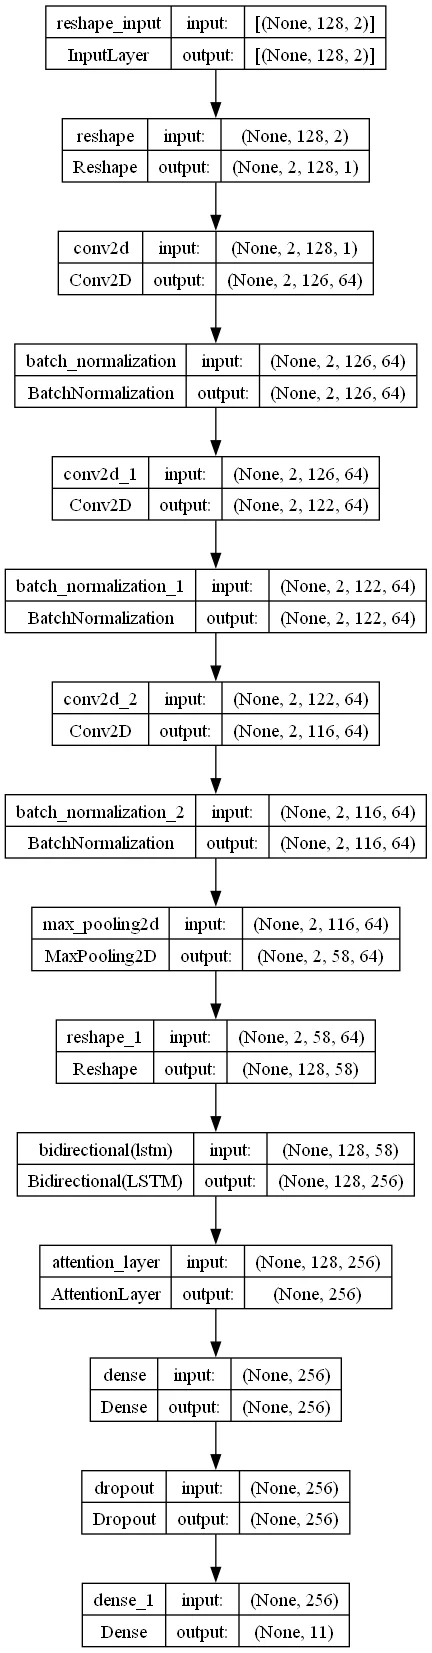 reshape_input input: [(None, 128, 2)]
InputLayer output: [(None, 128, 2)]
reshape input: (None, 128, 2)
Reshape output: (None, 2, 128, 1)
conv2d input: (None, 2, 128, 1)
Conv2D output: (None, 2, 126, 64)
batch_normalization input: (None, 2, 126, 64)
BatchNormalization output: (None, 2, 126, 64)
conv2d_1 input: (None, 2, 126, 64)
Conv2D output: (None, 2, 122, 64)
batch_normalization_1 input: (None, 2, 122, 64)
BatchNormalization output: (None, 2, 122, 64)
conv2d_2 input: (None, 2, 122, 64)
Conv2D output: (None, 2, 116, 64)
batch_normalization_2 input: (None, 2, 116, 64)
BatchNormalization output: (None, 2, 116, 64)
max_pooling2d input: (None, 2, 116, 64)
MaxPooling2D output: (None, 2, 58, 64)
reshape_1 input: (None, 2, 58, 64)
Reshape output: (None, 128, 58)
bidirectional(lstm) input: (None, 128, 58)
Bidirectional(LSTM) output: (None, 128, 256)
attention_layer input: (None, 128, 256)
AttentionLayer output: (None, 256)
dense input: (None, 256)
Dense output: (None, 256)
dropout input: (None, 256)
Dropout output: (None, 256)
dense_1 input: (None, 256)
Dense output: (None, 11)